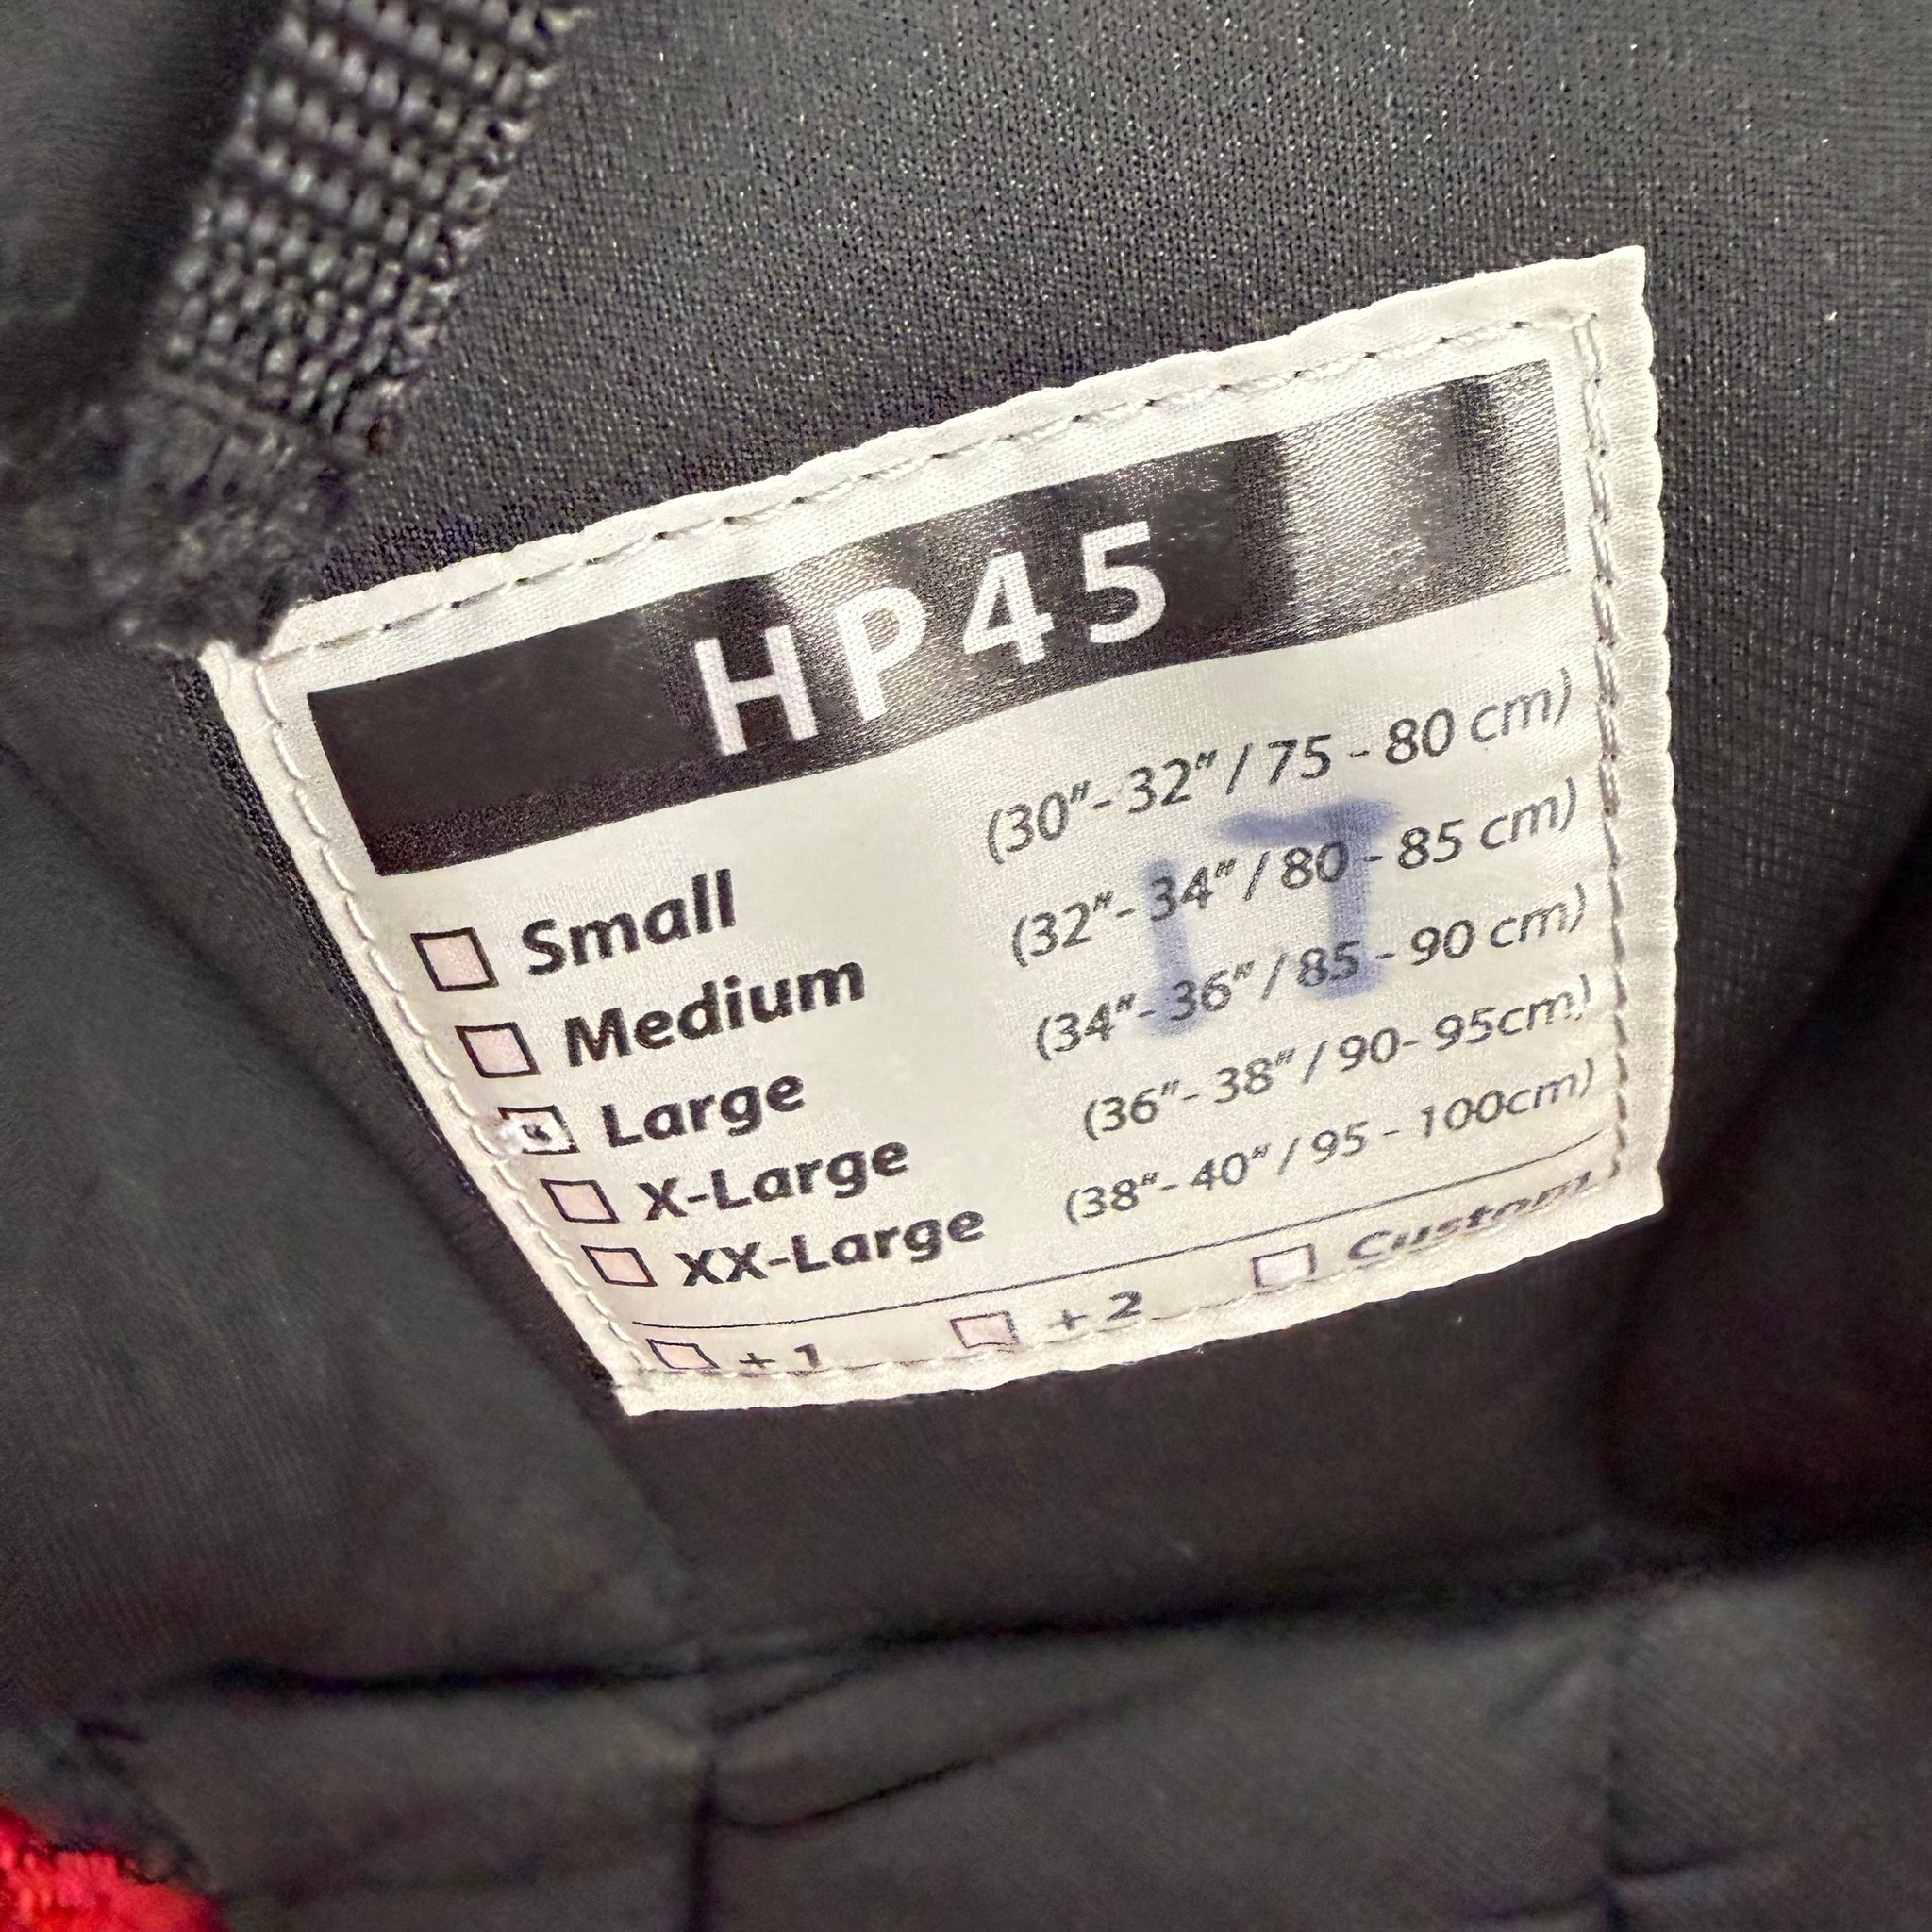 HP45
Small (30"- 32" / 75 - 80 cm)
Medium (32"- 34" / 80 - 85 cm)
Large (34"- 36" / 85 - 90 cm)
X-Large (36"- 38" / 90- 95cm)
XX-Large (38"- 40" / 95 - 100cm)
+ 1 + 2 Custom